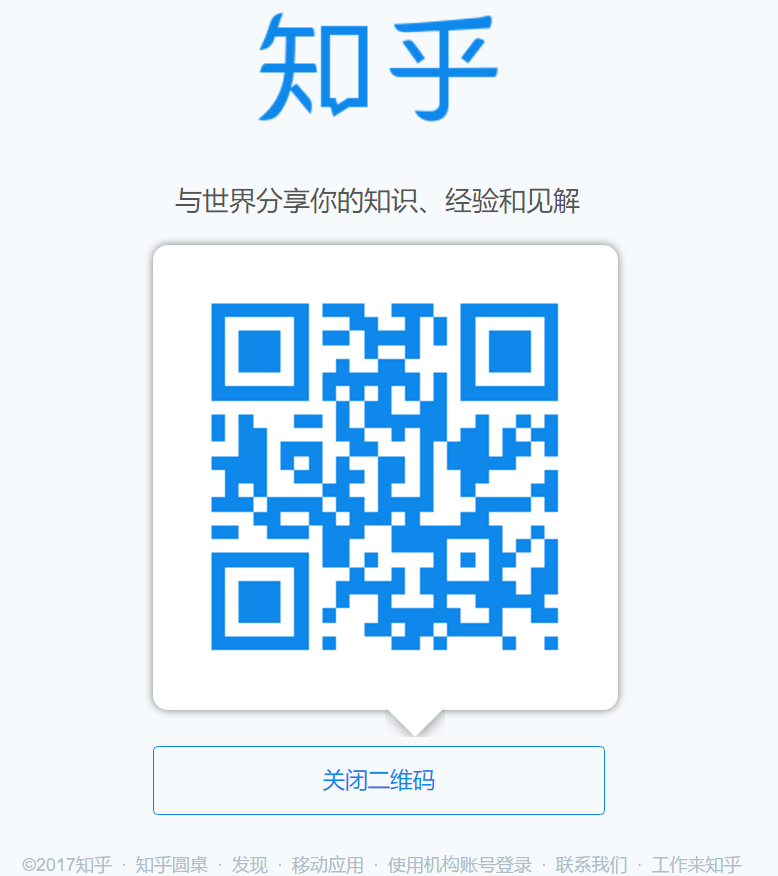 知乎
与世界分享你的知识、经验和见解
关闭二维码
©2017知乎 · 知乎圆桌 · 发现 · 移动应用 · 使用机构账号登录 · 联系我们 · 工作来知乎